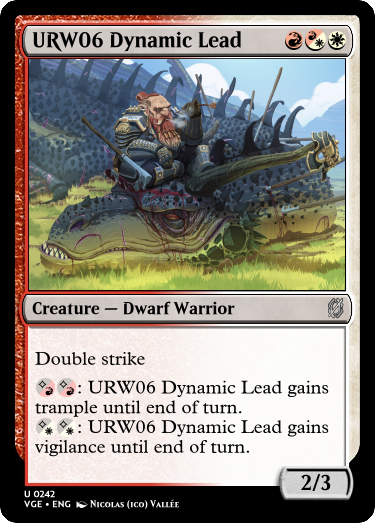 URW06 Dynamic Lead
Creature — Dwarf Warrior
Double strike
: URW06 Dynamic Lead gains
trample until end of turn.
: URW06 Dynamic Lead gains
vigilance until end of turn.
2/3
U 0242
VGE • ENG Nicolas (ico) Vallée